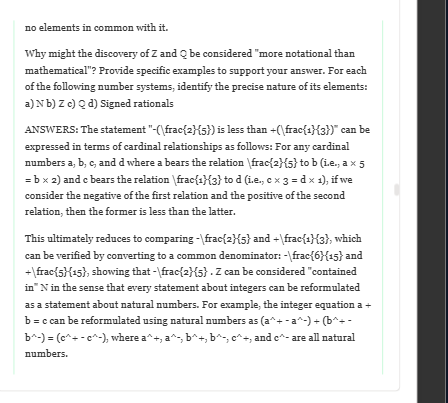 no elements in common with it.
Why might the discovery of Z and Q be considered "more notational than
mathematical"? Provide specific examples to support your answer. For each
of the following number systems, identify the precise nature of its elements:
a) N b) Z c) Q d) Signed rationals
ANSWERS: The statement "-(\frac{2}{5}) is less than +(\frac{1}{3})" can be
expressed in terms of cardinal relationships as follows: For any cardinal
numbers a, b, c, and d where a bears the relation \frac{2}{5} to b (i.e., a × 5
= b × 2) and c bears the relation \frac{1}{3} to d (i.e., c × 3 = d × 1), if we
consider the negative of the first relation and the positive of the second
relation, then the former is less than the latter.
This ultimately reduces to comparing -\frac{2}{5} and +\frac{1}{3}, which
can be verified by converting to a common denominator: -\frac{6}{15} and
+\frac{5}{15}, showing that -\frac{2}{5} . Z can be considered "contained
in" N in the sense that every statement about integers can be reformulated
as a statement about natural numbers. For example, the integer equation a +
b = c can be reformulated using natural numbers as (a^+ - a^-) + (b^+ -
b^-) = (c^+ - c^-), where a^+, a^-, b^+, b^-, c^+, and c^- are all natural
numbers.